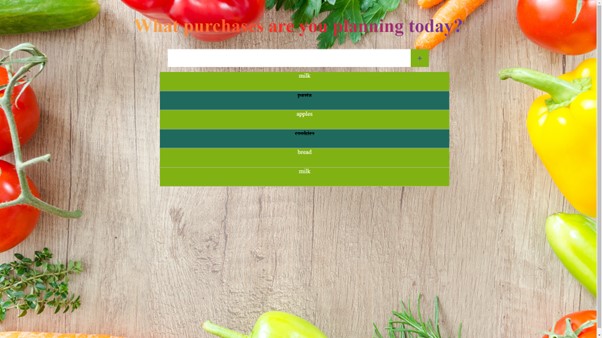 What purchases are you planning today?
+
milk
pasta
apples
cookies
bread
milk